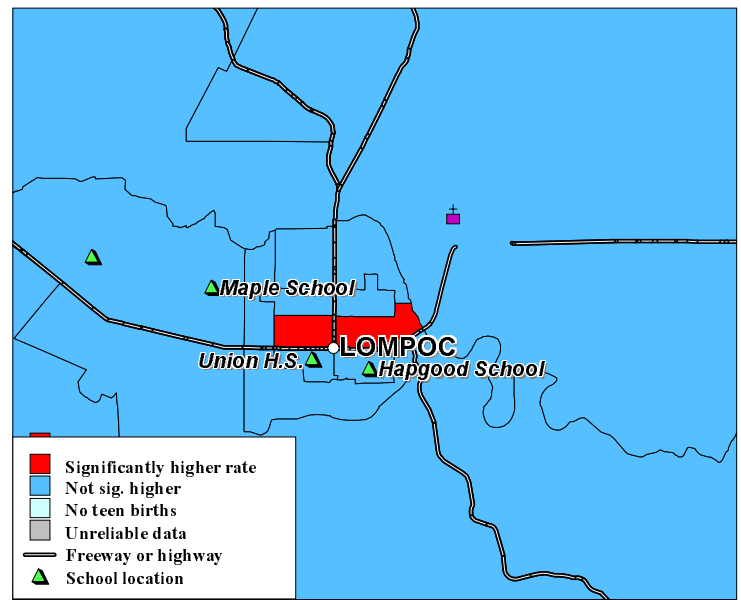 Maple School
LOMPOC
Union H.S.
Hapgood School
Significantly higher rate
Not sig. higher
No teen births
Unreliable data
Freeway or highway
School location